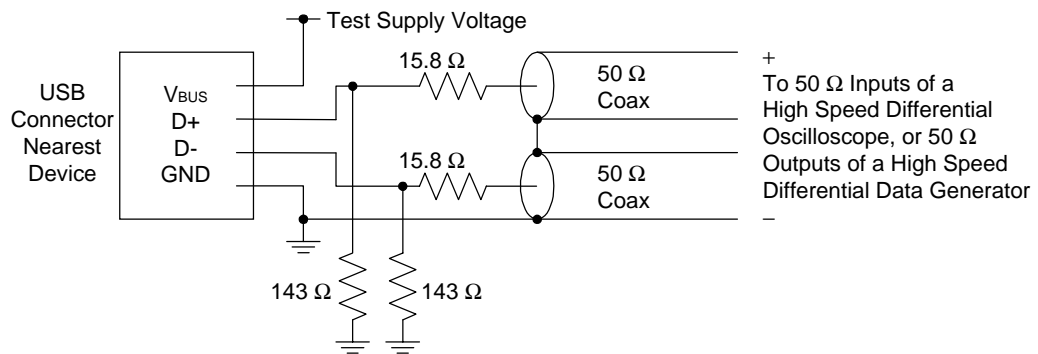 Test Supply Voltage
USB
Connector
Nearest
Device
VBUS
D+
D-
GND
15.8 Ω
15.8 Ω
50 Ω
Coax
50 Ω
Coax
+
To 50 Ω Inputs of a
High Speed Differential
Oscilloscope, or 50 Ω
Outputs of a High Speed
Differential Data Generator
−
143 Ω
143 Ω